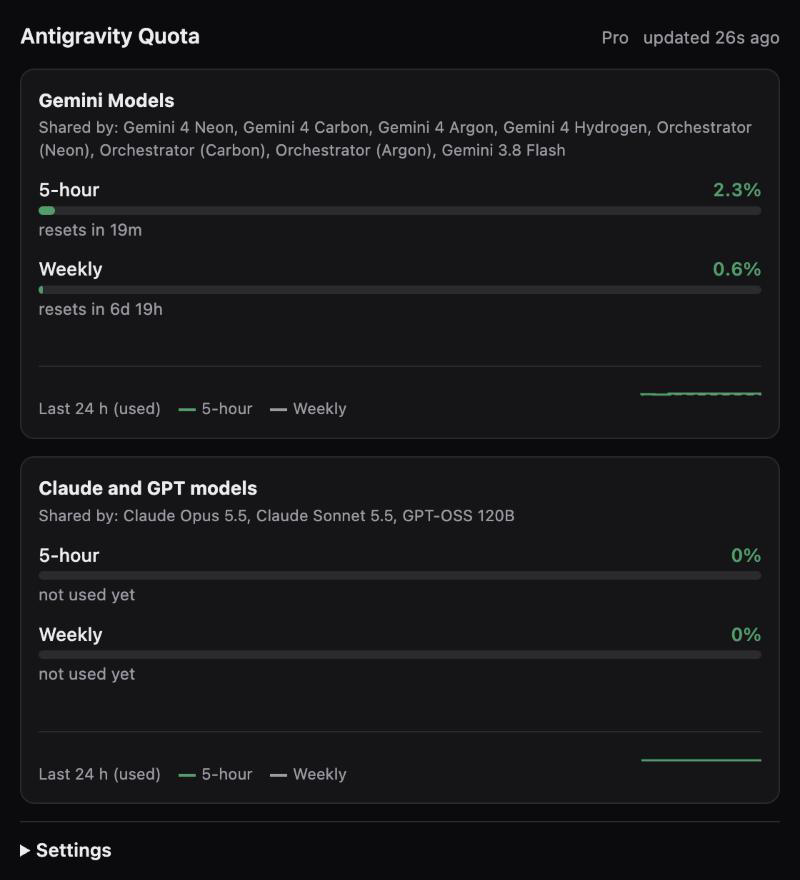 Antigravity Quota
Pro updated 26s ago
Gemini Models
Shared by: Gemini 4 Neon, Gemini 4 Carbon, Gemini 4 Argon, Gemini 4 Hydrogen, Orchestrator
(Neon), Orchestrator (Carbon), Orchestrator (Argon), Gemini 3.8 Flash
5-hour 2.3%
resets in 19m
Weekly 0.6%
resets in 6d 19h
Last 24 h (used) 5-hour Weekly
Claude and GPT models
Shared by: Claude Opus 5.5, Claude Sonnet 5.5, GPT-OSS 120B
5-hour 0%
not used yet
Weekly 0%
not used yet
Last 24 h (used) 5-hour Weekly
Settings